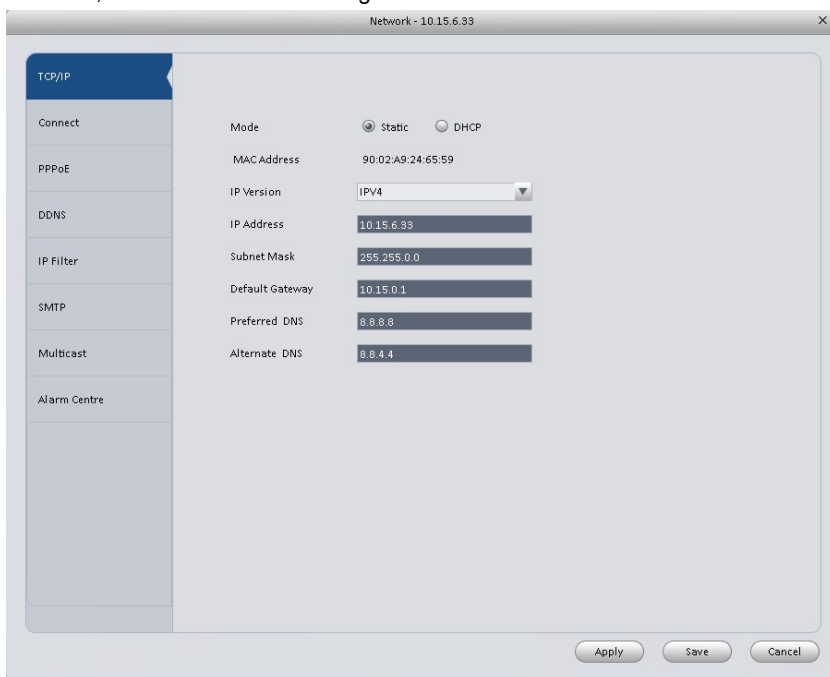 Network - 10.15.6.33
TCP/IP
Connect
PPPoE
DDNS
IP Filter
SMTP
Multicast
Alarm Centre
Mode Static DHCP
MAC Address 90:02:A9:24:65:59
IP Version IPV4
IP Address 10.15.6.33
Subnet Mask 255.255.0.0
Default Gateway 10.15.0.1
Preferred DNS 8.8.8.8
Alternate DNS 8.8.4.4
Apply Save Cancel